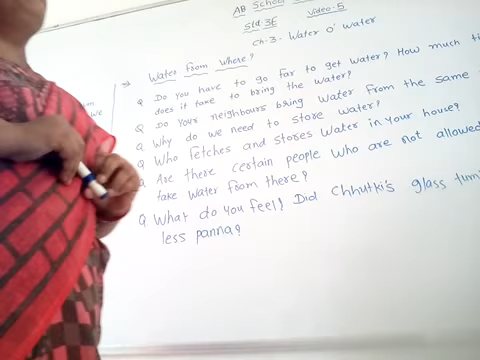 AB School
Std:3E Video-5
Ch-3- Water O' Water
→ Water from where?
Q Do you have to go far to get water? How much
does it take to bring the water?
Q Do your neighbours bring water from the same
Q Why do we need to store water?
Q Who fetches and stores water in your house?
Q Are there certain people who are not allowed
take water from there?
Q What do you feel? Did Chhutki's glass
less panna?